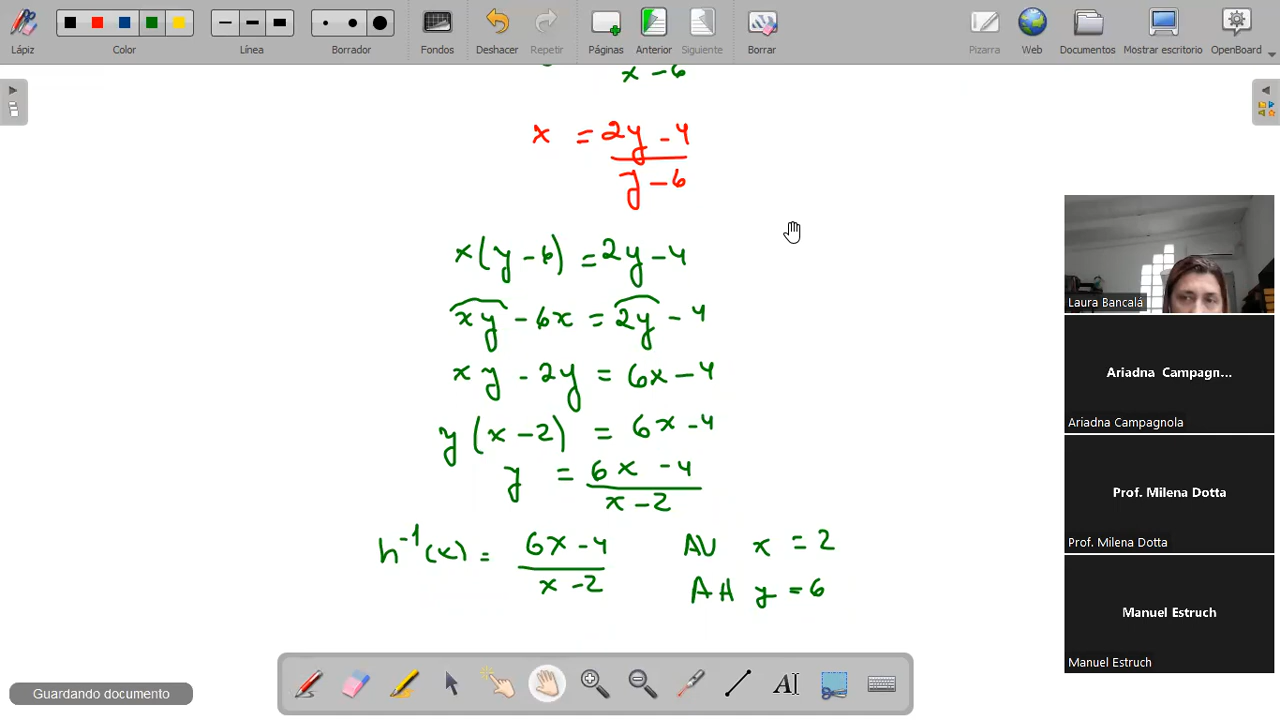 Lápiz Color Línea Borrador Fondos Deshacer Repetir Páginas Anterior Siguiente Borrar Pizarra Web Documentos Mostrar escritorio OpenBoard
x - 6
x = 2y - 4
y - 6
x(y - 6) = 2y - 4
xy - 6x = 2y - 4
xy - 2y = 6x - 4
y(x - 2) = 6x - 4
y = 6x - 4
x - 2
h⁻¹(x) = 6x - 4
x - 2
AV x = 2
AH y = 6
Laura Bancalá
Ariadna Campagn...
Ariadna Campagnola
Prof. Milena Dotta
Prof. Milena Dotta
Manuel Estruch
Manuel Estruch
Guardando documento